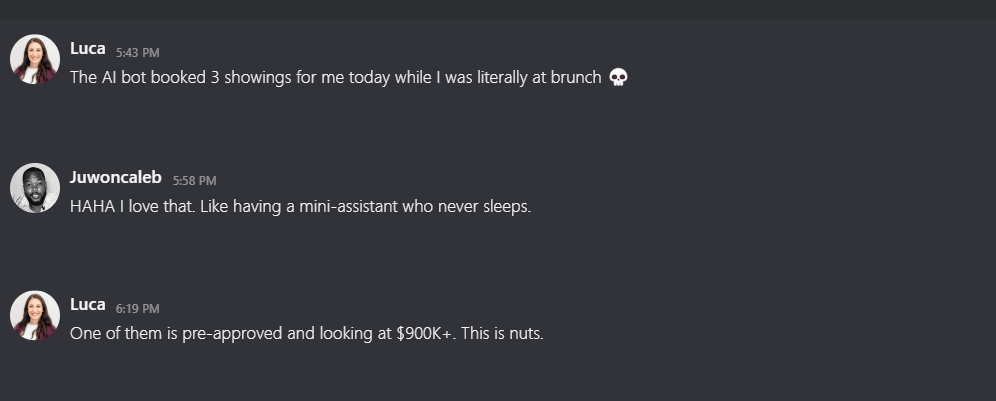 Luca 5:43 PM
The AI bot booked 3 showings for me today while I was literally at brunch 💀
Juwoncaleb 5:58 PM
HAHA I love that. Like having a mini-assistant who never sleeps.
Luca 6:19 PM
One of them is pre-approved and looking at $900K+. This is nuts.